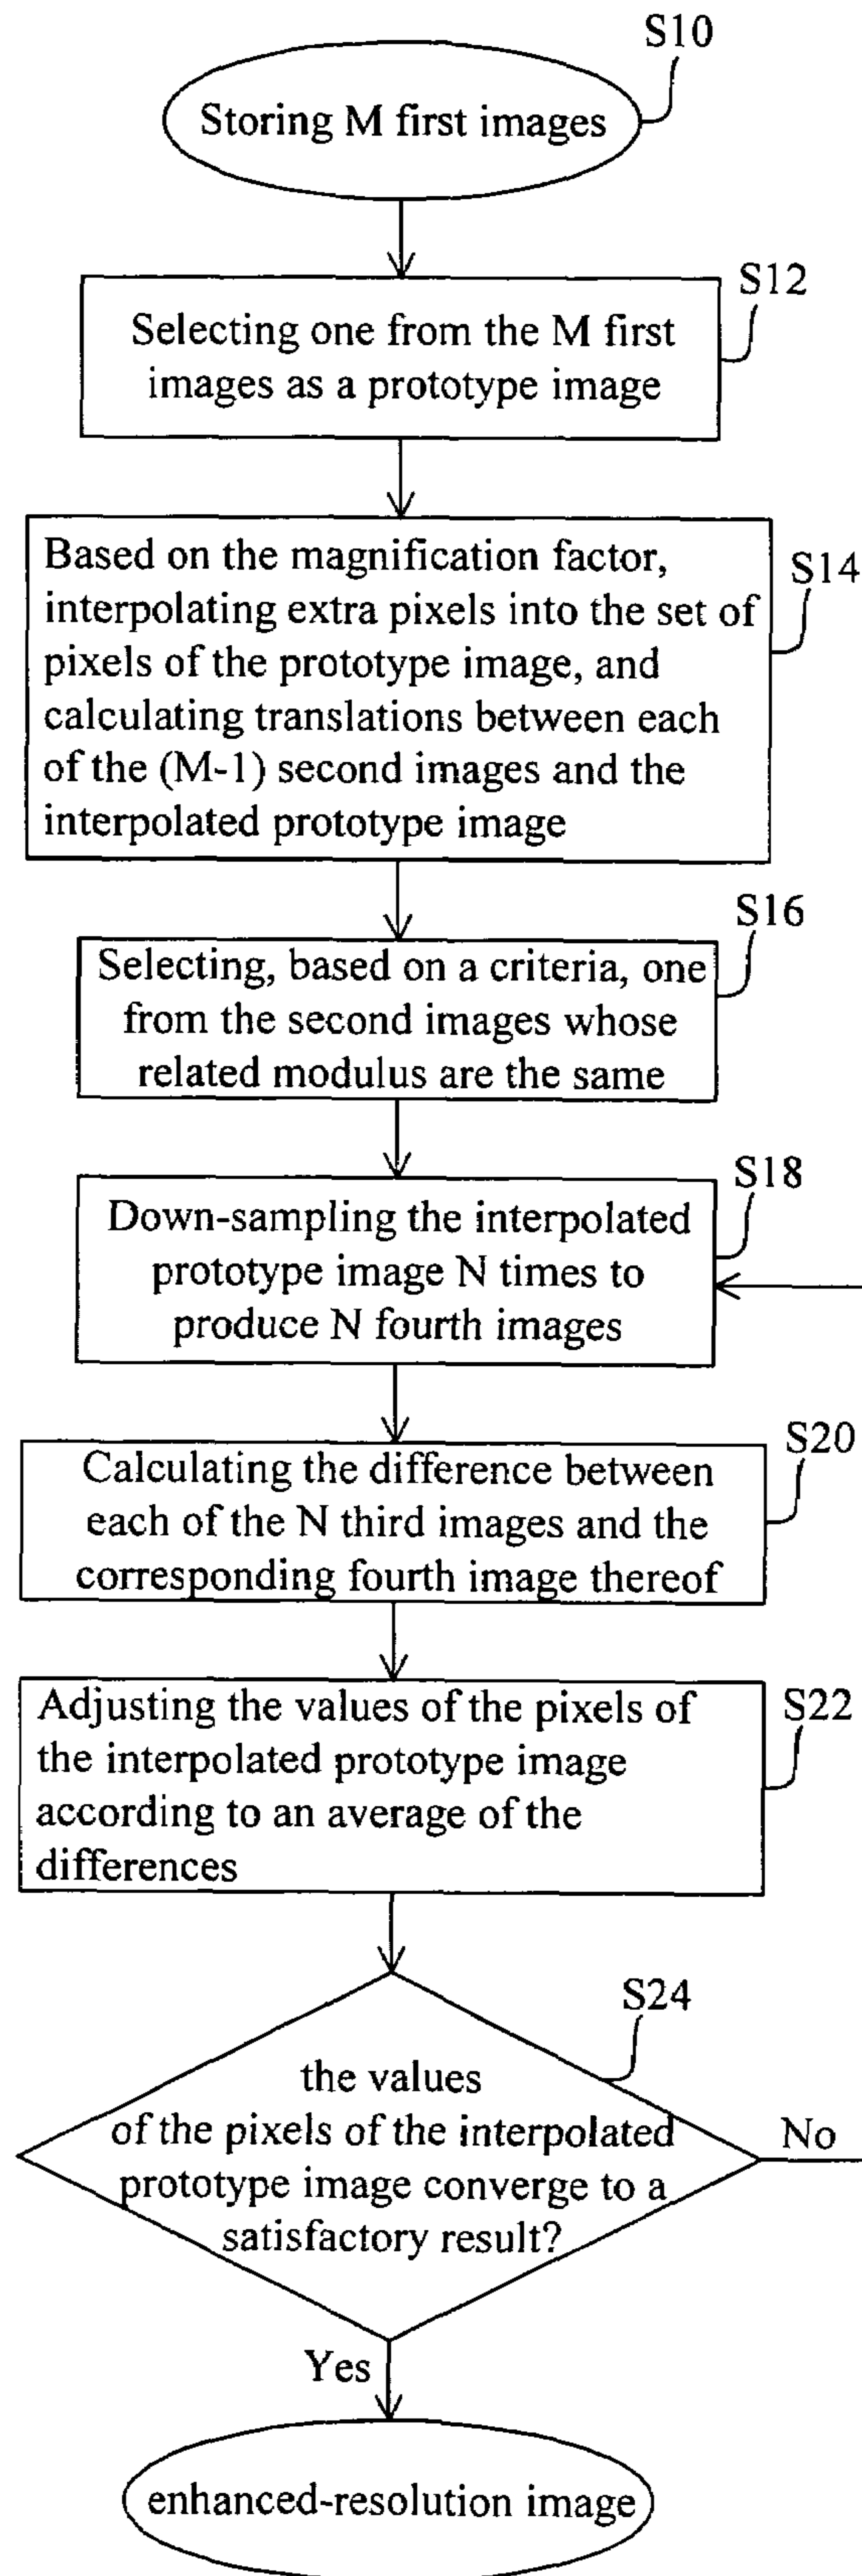 S10
Storing M first images
S12
Selecting one from the M first
images as a prototype image
S14
Based on the magnification factor,
interpolating extra pixels into the set of
pixels of the prototype image, and
calculating translations between each
of the (M-1) second images and the
interpolated prototype image
S16
Selecting, based on a criteria, one
from the second images whose
related modulus are the same
S18
Down-sampling the interpolated
prototype image N times to
produce N fourth images
S20
Calculating the difference between
each of the N third images and the
corresponding fourth image thereof
S22
Adjusting the values of the pixels of
the interpolated prototype image
according to an average of the
differences
S24
the values
of the pixels of the interpolated
prototype image converge to a
satisfactory result?
No
Yes
enhanced-resolution image